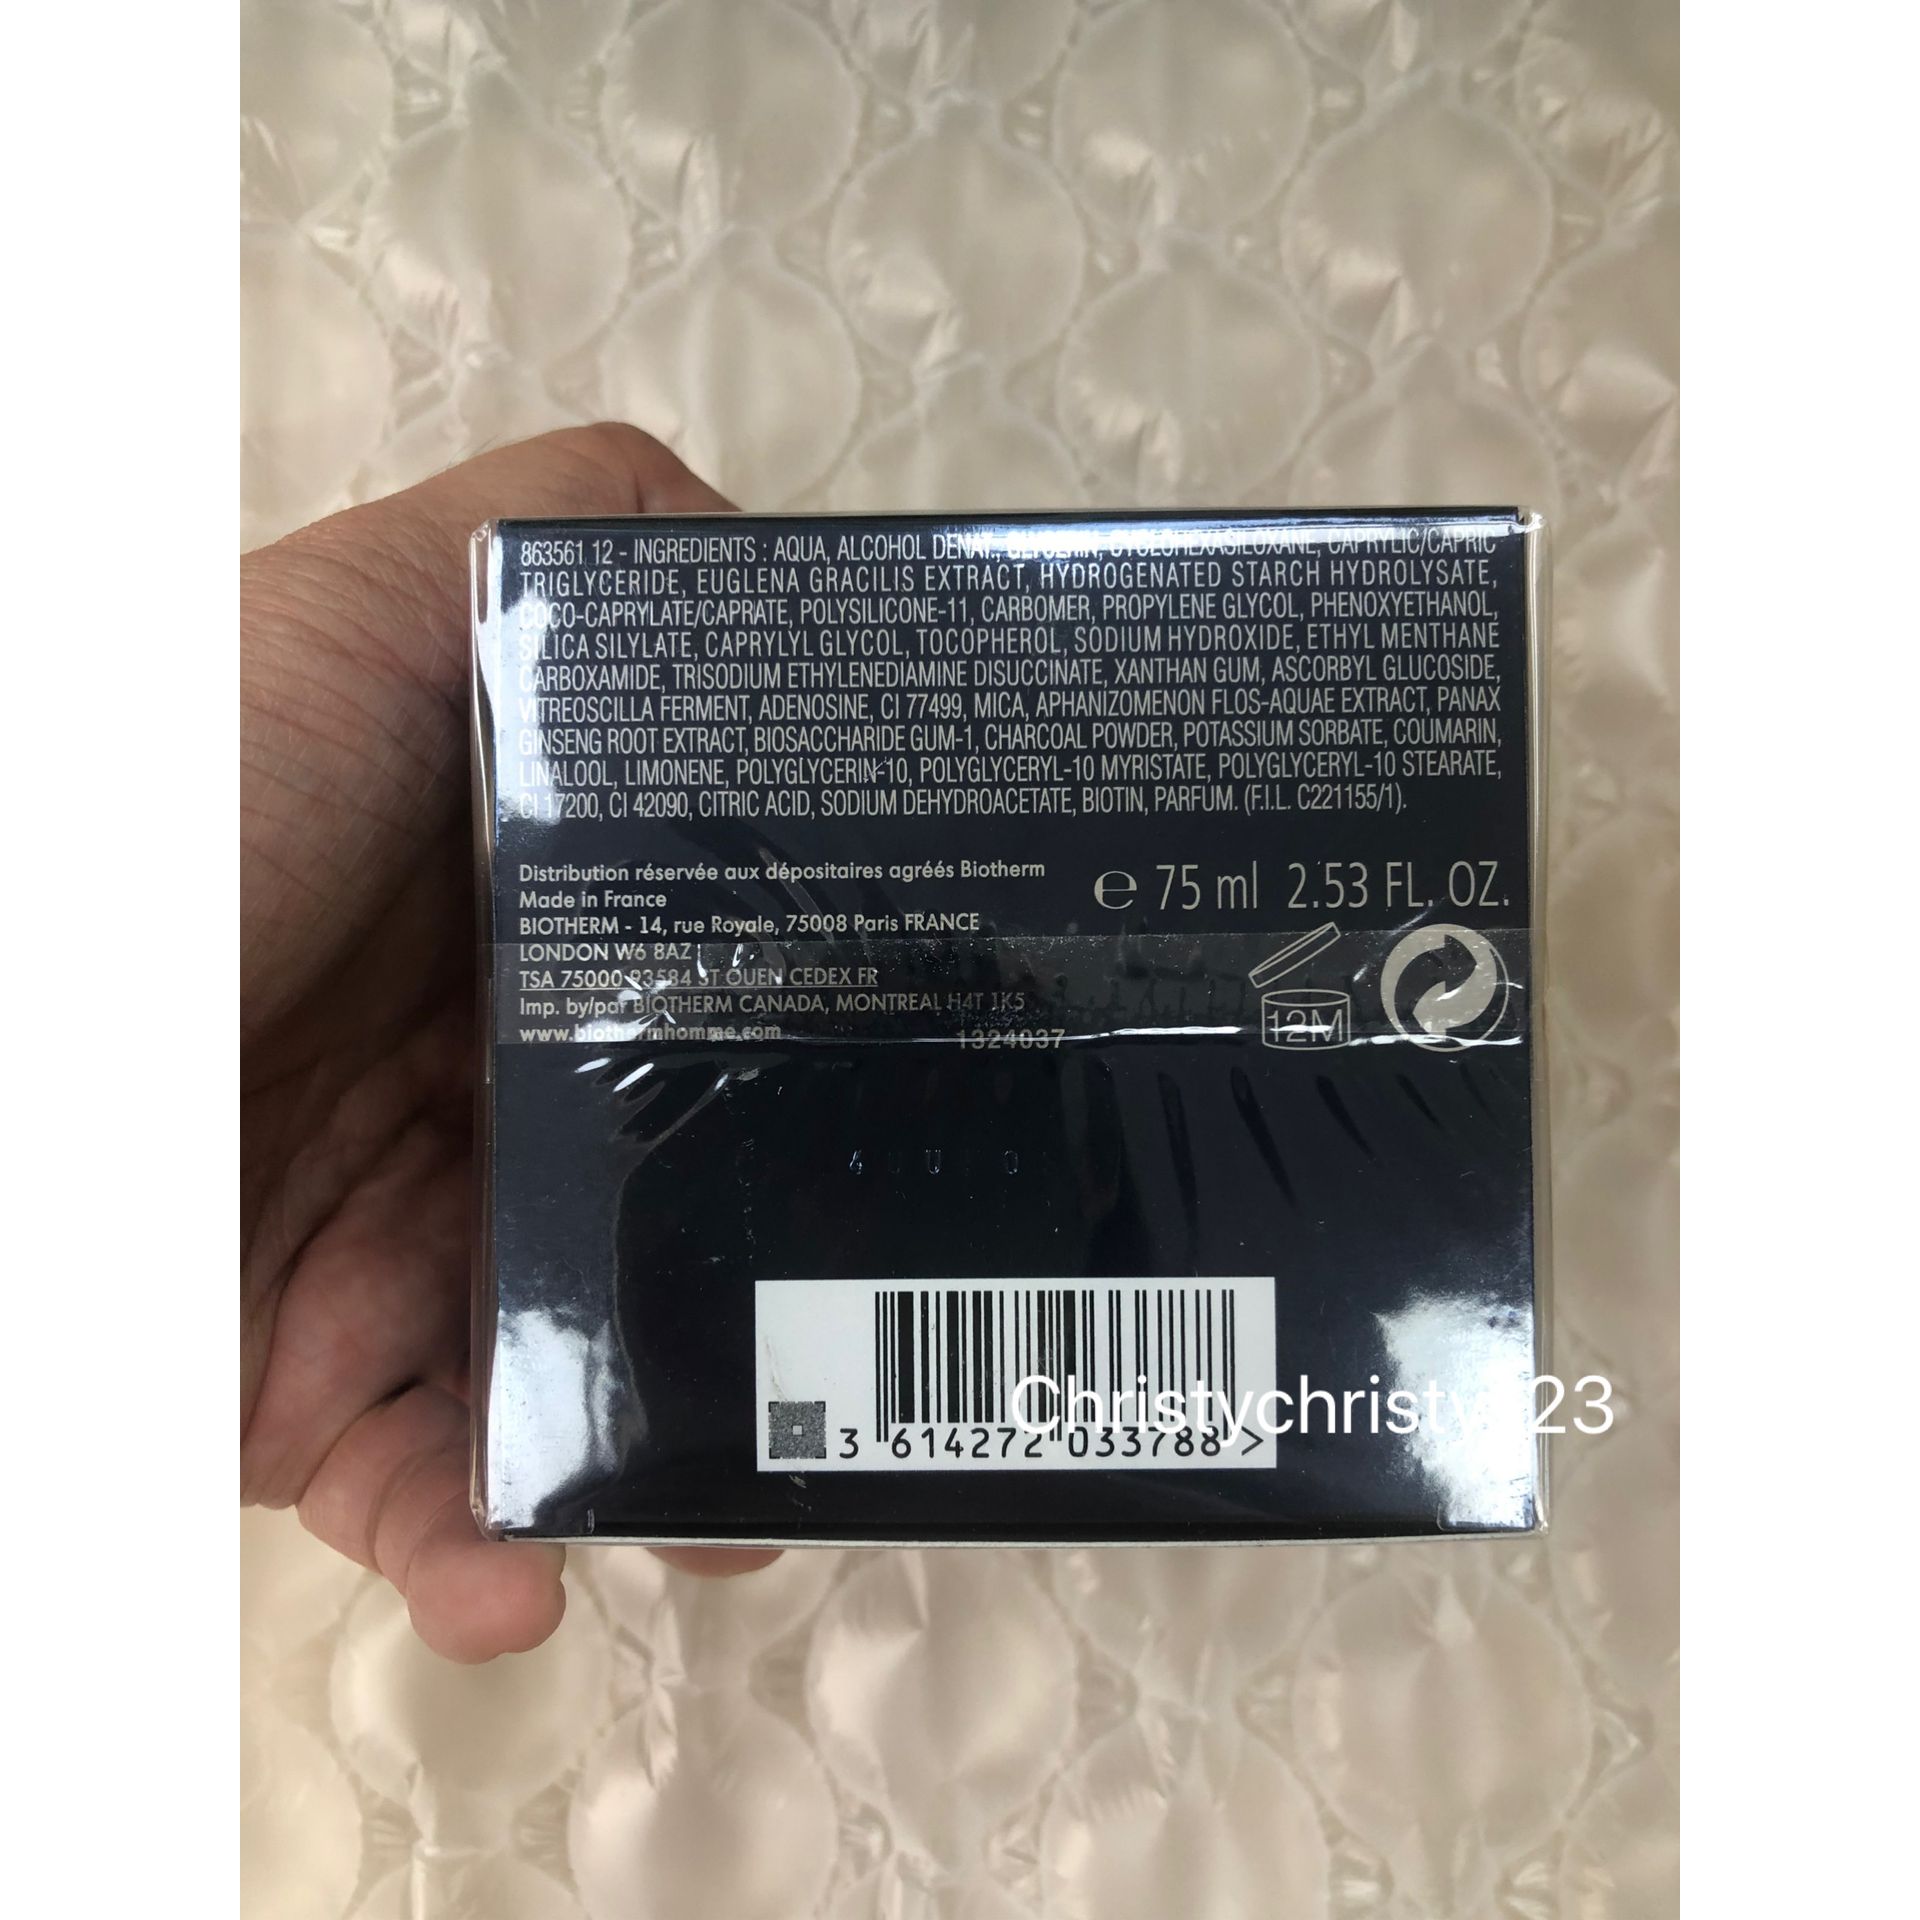 863561 12 - INGREDIENTS : AQUA, ALCOHOL DENAT., GLYCERIN, CYCLOHEXASILOXANE, CAPRYLIC/CAPRIC
TRIGLYCERIDE, EUGLENA GRACILIS EXTRACT, HYDROGENATED STARCH HYDROLYSATE,
COCO-CAPRYLATE/CAPRATE, POLYSILICONE-11, CARBOMER, PROPYLENE GLYCOL, PHENOXYETHANOL,
SILICA SILYLATE, CAPRYLYL GLYCOL, TOCOPHEROL, SODIUM HYDROXIDE, ETHYL MENTHANE
CARBOXAMIDE, TRISODIUM ETHYLENEDIAMINE DISUCCINATE, XANTHAN GUM, ASCORBYL GLUCOSIDE,
VITREOSCILLA FERMENT, ADENOSINE, CI 77499, MICA, APHANIZOMENON FLOS-AQUAE EXTRACT, PANAX
GINSENG ROOT EXTRACT, BIOSACCHARIDE GUM-1, CHARCOAL POWDER, POTASSIUM SORBATE, COUMARIN,
LINALOOL, LIMONENE, POLYGLYCERIN-10, POLYGLYCERYL-10 MYRISTATE, POLYGLYCERYL-10 STEARATE,
CI 17200, CI 42090, CITRIC ACID, SODIUM DEHYDROACETATE, BIOTIN, PARFUM. (F.I.L. C221155/1).
Distribution réservée aux dépositaires agréés Biotherm
Made in France
BIOTHERM - 14, rue Royale, 75008 Paris FRANCE
LONDON W6 8AZ
TSA 75000 93584 ST OUEN CEDEX FR
Imp. by/par BIOTHERM CANADA, MONTREAL H4T 1K5
www.biothermhomme.com
1324037
e 75 ml 2.53 FL. OZ.
12M
3 614272 033788 >